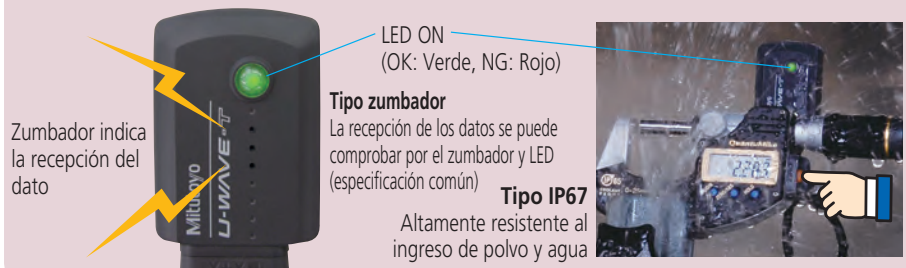 LED ON
(OK: Verde, NG: Rojo)
Zumbador indica
la recepción del
dato
Mitutoyo
U-WAVE-T
Tipo zumbador
La recepción de los datos se puede
comprobar por el zumbador y LED
(especificación común)
Tipo IP67
Altamente resistente al
ingreso de polvo y agua
QuantuMike